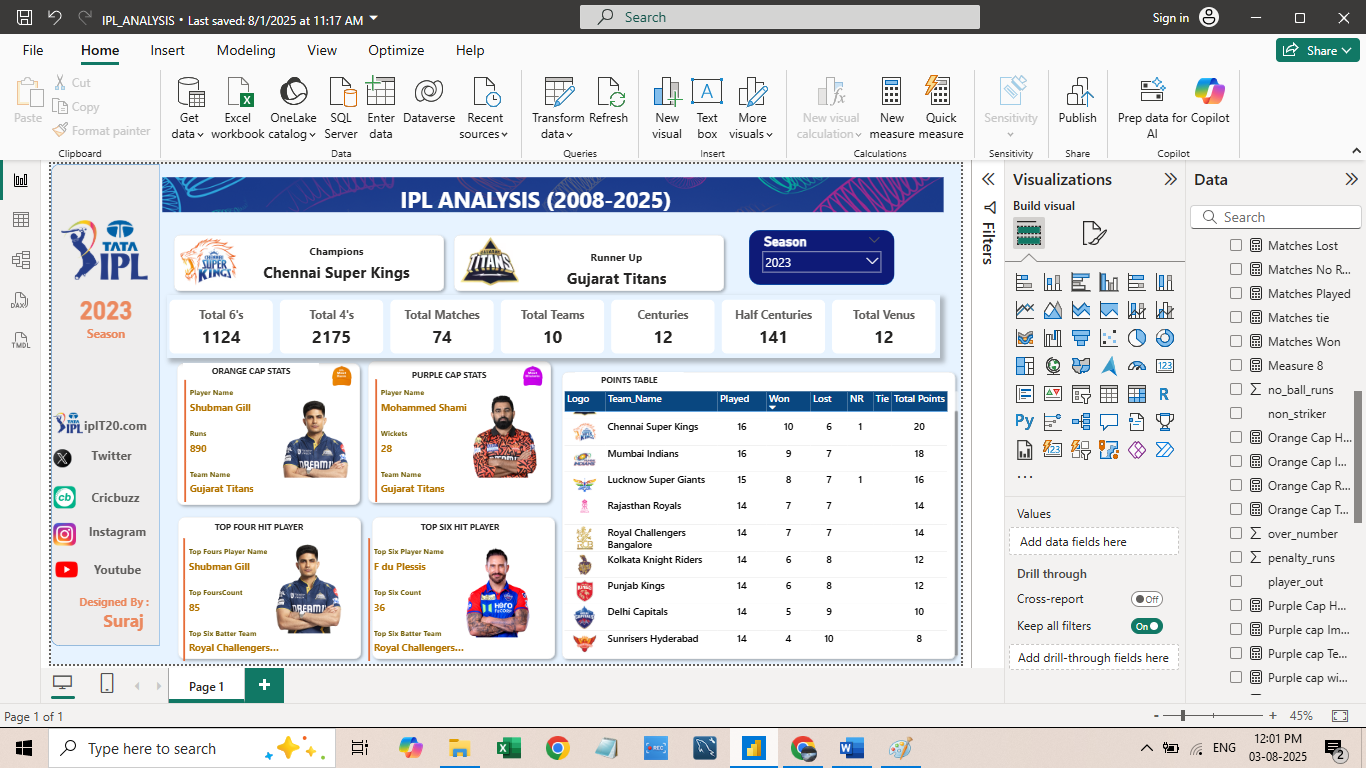 IPL_ANALYSIS • Last saved: 8/1/2025 at 11:17 AM
Search
Sign in
File Home Insert Modeling View Optimize Help
Share
Paste
Cut
Copy
Format painter
Clipboard
Get data
Excel workbook
OneLake catalog
SQL Server
Enter data
Dataverse
Recent sources
Data
Transform data
Refresh
Queries
New visual
Text box
More visuals
Insert
New visual calculation
New measure
Quick measure
Calculations
Sensitivity
Sensitivity
Publish
Share
Prep data for AI
Copilot
Copilot
TATA
IPL
2023
Season
iplT20.com
Twitter
Cricbuzz
Instagram
Youtube
Designed By :
Suraj
IPL ANALYSIS (2008-2025)
Champions
Chennai Super Kings
Runner Up
Gujarat Titans
Season
2023
Total 6's
1124
Total 4's
2175
Total Matches
74
Total Teams
10
Centuries
12
Half Centuries
141
Total Venus
12
ORANGE CAP STATS
Player Name
Shubman Gill
Runs
890
Team Name
Gujarat Titans
PURPLE CAP STATS
Player Name
Mohammed Shami
Wickets
28
Team Name
Gujarat Titans
TOP FOUR HIT PLAYER
Top Fours Player Name
Shubman Gill
Top FoursCount
85
Top Six Batter Team
Royal Challengers...
TOP SIX HIT PLAYER
Top Six Player Name
F du Plessis
Top Six Count
36
Top Six Batter Team
Royal Challengers...
POINTS TABLE
Logo Team_Name Played Won Lost NR Tie Total Points
Chennai Super Kings 16 10 6 1 20
Mumbai Indians 16 9 7 18
Lucknow Super Giants 15 8 7 1 16
Rajasthan Royals 14 7 7 14
Royal Challengers Bangalore 14 7 7 14
Kolkata Knight Riders 14 6 8 12
Punjab Kings 14 6 8 12
Delhi Capitals 14 5 9 10
Sunrisers Hyderabad 14 4 10 8
Filters
Visualizations
Build visual
Values
Add data fields here
Drill through
Cross-report
Off
Keep all filters
On
Add drill-through fields here
Data
Search
Matches Lost
Matches No R...
Matches Played
Matches tie
Matches Won
Measure 8
no_ball_runs
non_striker
Orange Cap H...
Orange Cap I...
Orange Cap R...
Orange Cap T...
over_number
penalty_runs
player_out
Purple Cap H...
Purple cap Im...
Purple cap Te...
Purple cap wi...
Page 1
Page 1 of 1
45%
Type here to search
ENG
12:01 PM
03-08-2025
2